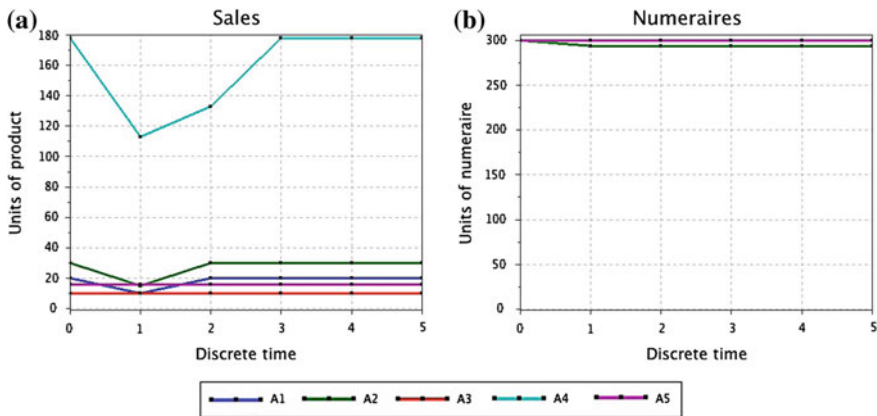 (a)
Sales
Units of product
180
160
140
120
100
80
60
40
20
0
0 1 2 3 4 5
Discrete time
(b)
Numeraires
Units of numeraire
300
250
200
150
100
50
0
0 1 2 3 4 5
Discrete time
A1 A2 A3 A4 A5